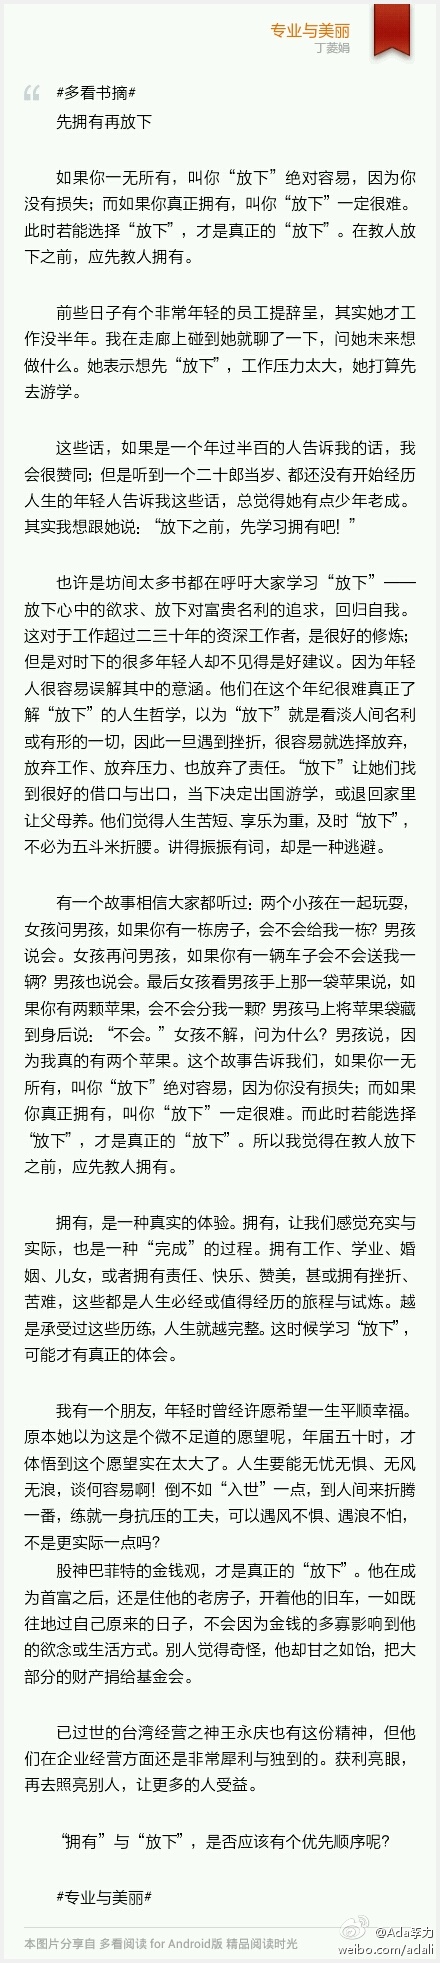 专业与美丽
丁菱娟
#多看书摘#
先拥有再放下
如果你一无所有，叫你“放下”绝对容易，因为你
没有损失；而如果你真正拥有，叫你“放下”一定很难。
此时若能选择“放下”，才是真正的“放下”。在教人放
下之前，应先教人拥有。
前些日子有个非常年轻的员工提辞呈，其实她才工
作没半年。我在走廊上碰到她就聊了一下，问她未来想
做什么。她表示想先“放下”，工作压力太大，她打算先
去游学。
这些话，如果是一个年过半百的人告诉我的话，我
会很赞同；但是听到一个二十郎当岁、都还没有开始经历
人生的年轻人告诉我这些话，总觉得她有点少年老成。
其实我想跟她说：“放下之前，先学习拥有吧！”
也许是坊间太多书都在呼吁大家学习“放下”——
放下心中的欲求、放下对富贵名利的追求，回归自我。
这对于工作超过二三十年的资深工作者，是很好的修炼；
但是对时下的很多年轻人却不见得是好建议。因为年轻
人很容易误解其中的意涵。他们在这个年纪很难真正了
解“放下”的人生哲学，以为“放下”就是看淡人间名利
或有形的一切，因此一旦遇到挫折，很容易就选择放弃，
放弃工作、放弃压力、也放弃了责任。“放下”让她们找
到很好的借口与出口，当下决定出国游学，或退回家里
让父母养。他们觉得人生苦短、享乐为重，及时“放下”，
不必为五斗米折腰。讲得振振有词，却是一种逃避。
有一个故事相信大家都听过：两个小孩在一起玩耍，
女孩问男孩，如果你有一栋房子，会不会给我一栋？男孩
说会。女孩再问男孩，如果你有一辆车子会不会送我一
辆？男孩也说会。最后女孩看男孩手上那一袋苹果说，如
果你有两颗苹果，会不会分我一颗？男孩马上将苹果袋藏
到身后说：“不会。”女孩不解，问为什么？男孩说，因
为我真的有两个苹果。这个故事告诉我们，如果你一无
所有，叫你“放下”绝对容易，因为你没有损失；而如果
你真正拥有，叫你“放下”一定很难。而此时若能选择
“放下”，才是真正的“放下”。所以我觉得在教人放下
之前，应先教人拥有。
拥有，是一种真实的体验。拥有，让我们感觉充实与
实际，也是一种“完成”的过程。拥有工作、学业、婚
姻、儿女，或者拥有责任、快乐、赞美，甚或拥有挫折、
苦难，这些都是人生必经或值得经历的旅程与试炼。越
是承受过这些历练，人生就越完整。这时候学习“放下”，
可能才有真正的体会。
我有一个朋友，年轻时曾经许愿希望一生平顺幸福。
原本她以为这是个微不足道的愿望呢，年届五十时，才
体悟到这个愿望实在太大了。人生要能无忧无惧、无风
无浪，谈何容易啊！倒不如“入世”一点，到人间来折腾
一番，练就一身抗压的工夫，可以遇风不惧、遇浪不怕，
不是更实际一点吗？
股神巴菲特的金钱观，才是真正的“放下”。他在成
为首富之后，还是住他的老房子，开着他的旧车，一如既
往地过自己原来的日子，不会因为金钱的多寡影响到他
的欲念或生活方式。别人觉得奇怪，他却甘之如饴，把大
部分的财产捐给基金会。
已过世的台湾经营之神王永庆也有这份精神，但他
们在企业经营方面还是非常犀利与独到的。获利亮眼，
再去照亮别人，让更多的人受益。
“拥有”与“放下”，是否应该有个优先顺序呢？
#专业与美丽#
本图片分享自 多看阅读 for Android版 精品阅读时光
@Ada李力
weibo.com/adali